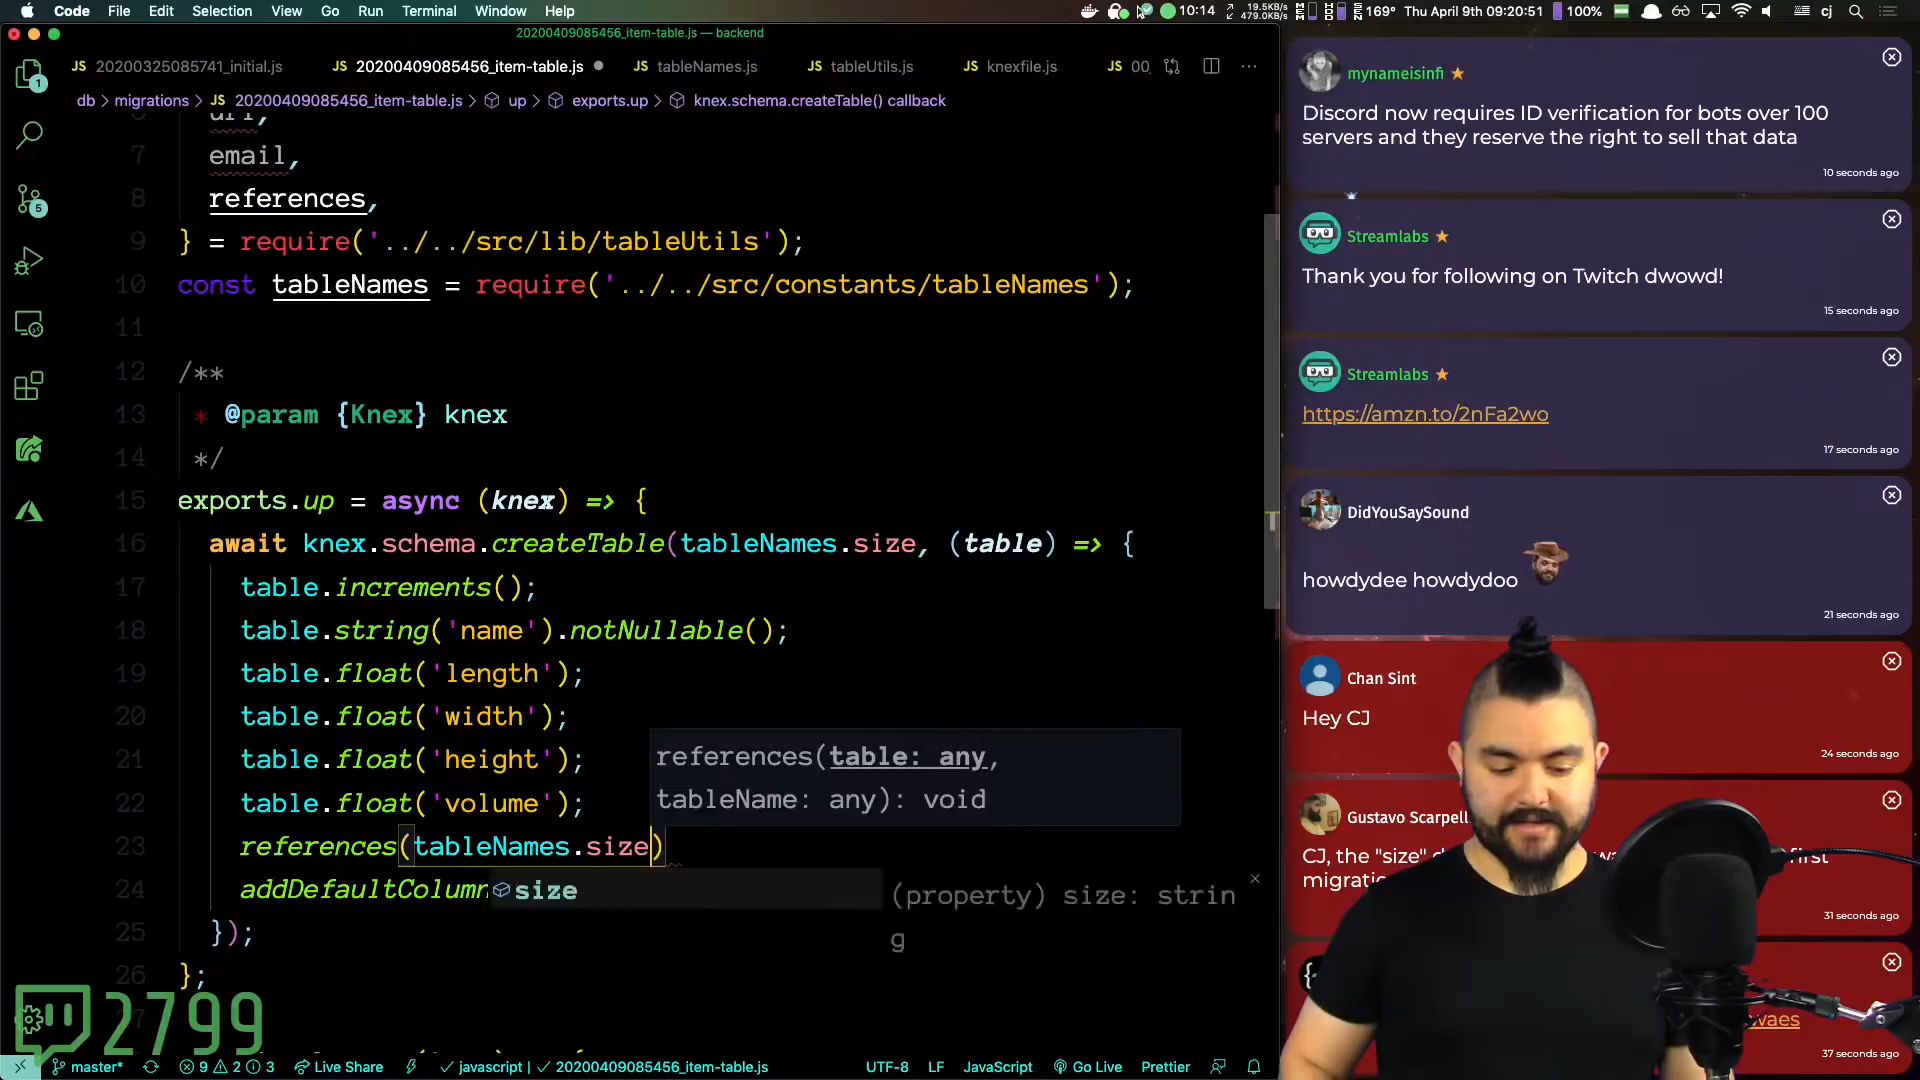 Code File Edit Selection View Go Run Terminal Window Help
10:14 19.5KB/s 479.0KB/s 169° Thu April 9th 09:20:51 100% cj
20200409085456_item-table.js — backend
20200325085741_initial.js
20200409085456_item-table.js
tableNames.js
tableUtils.js
knexfile.js
db > migrations > 20200409085456_item-table.js > up > exports.up > knex.schema.createTable() callback
7 email,
8 references,
9 } = require('../../src/lib/tableUtils');
10 const tableNames = require('../../src/constants/tableNames');
11
12 /**
13 * @param {Knex} knex
14 */
15 exports.up = async (knex) => {
16 await knex.schema.createTable(tableNames.size, (table) => {
17 table.increments();
18 table.string('name').notNullable();
19 table.float('length');
20 table.float('width');
21 table.float('height');
22 table.float('volume');
23 references(tableNames.size)
24 addDefaultColumn
25 });
26 };
references(table: any,
tableName: any): void
size
(property) size: strin
g
2799
master* 9 2 3 Live Share javascript | 20200409085456_item-table.js UTF-8 LF JavaScript Go Live Prettier
mynameisinfi
Discord now requires ID verification for bots over 100
servers and they reserve the right to sell that data
10 seconds ago
Streamlabs
Thank you for following on Twitch dwowd!
15 seconds ago
Streamlabs
https://amzn.to/2nFa2wo
17 seconds ago
DidYouSaySound
howdydee howdydoo
21 seconds ago
Chan Sint
Hey CJ
24 seconds ago
Gustavo Scarpell
CJ, the "size"
31 seconds ago
37 seconds ago